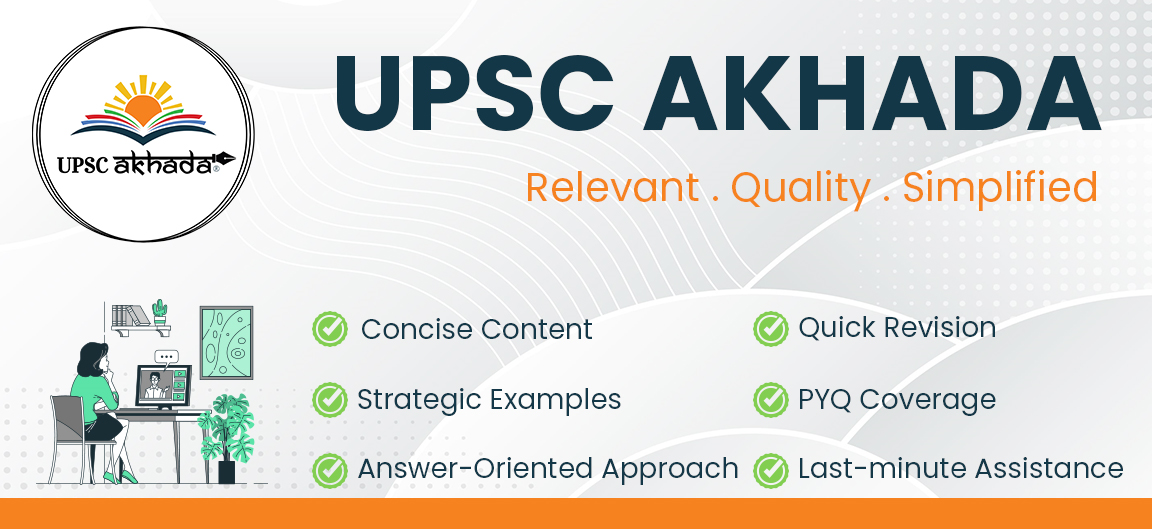 UPSC akhada®
UPSC AKHADA
Relevant . Quality . Simplified
Concise Content
Quick Revision
Strategic Examples
PYQ Coverage
Answer-Oriented Approach
Last-minute Assistance